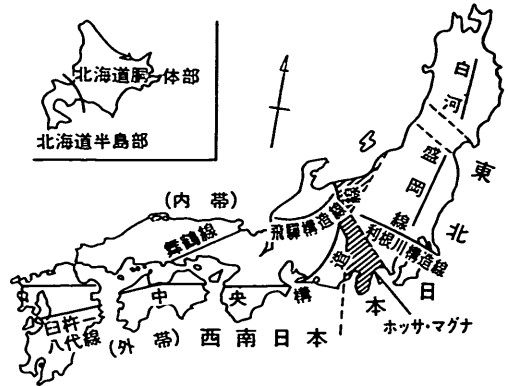 北海道胴体部
北海道半島部
白河
盛岡線
東北日本
(内帯)
舞鶴線
飛騨構造線
利根川構造線
中央構造線
臼杵
八代線
(外帯)
西南日本
ホッサ・マグナ